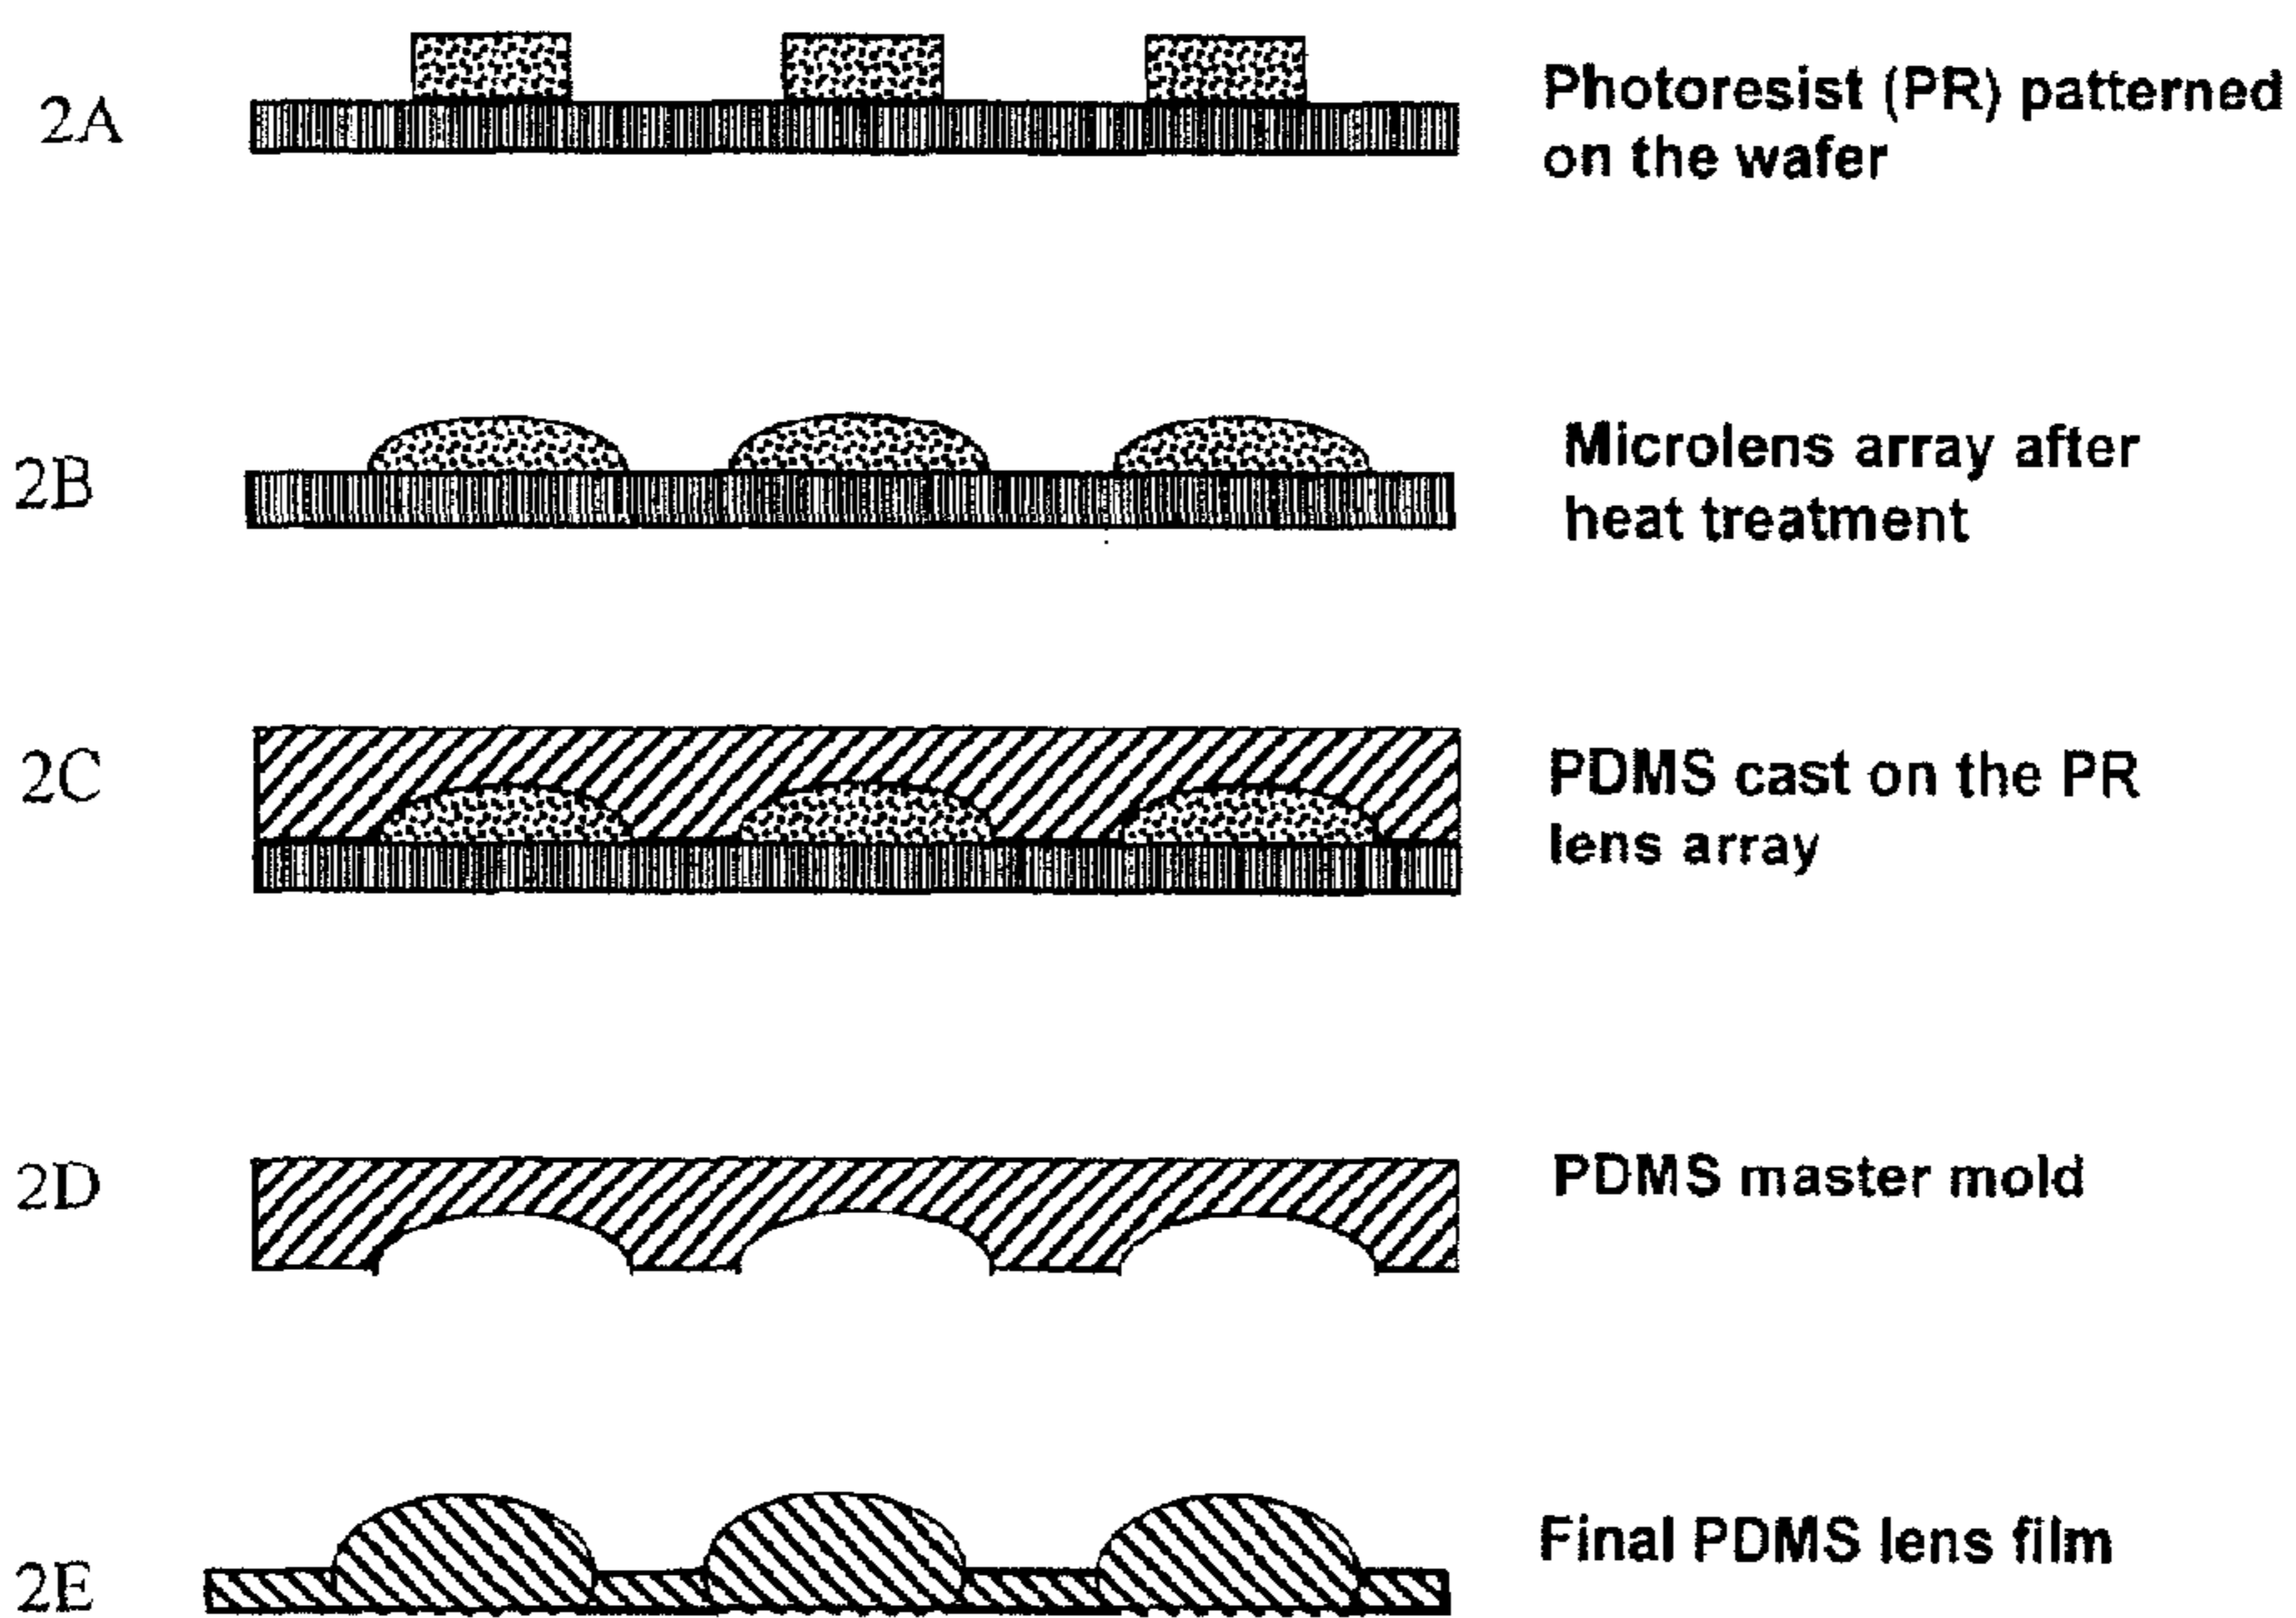 2A
Photoresist (PR) patterned
on the wafer
2B
Microlens array after
heat treatment
2C
PDMS cast on the PR
lens array
2D
PDMS master mold
2E
Final PDMS lens film